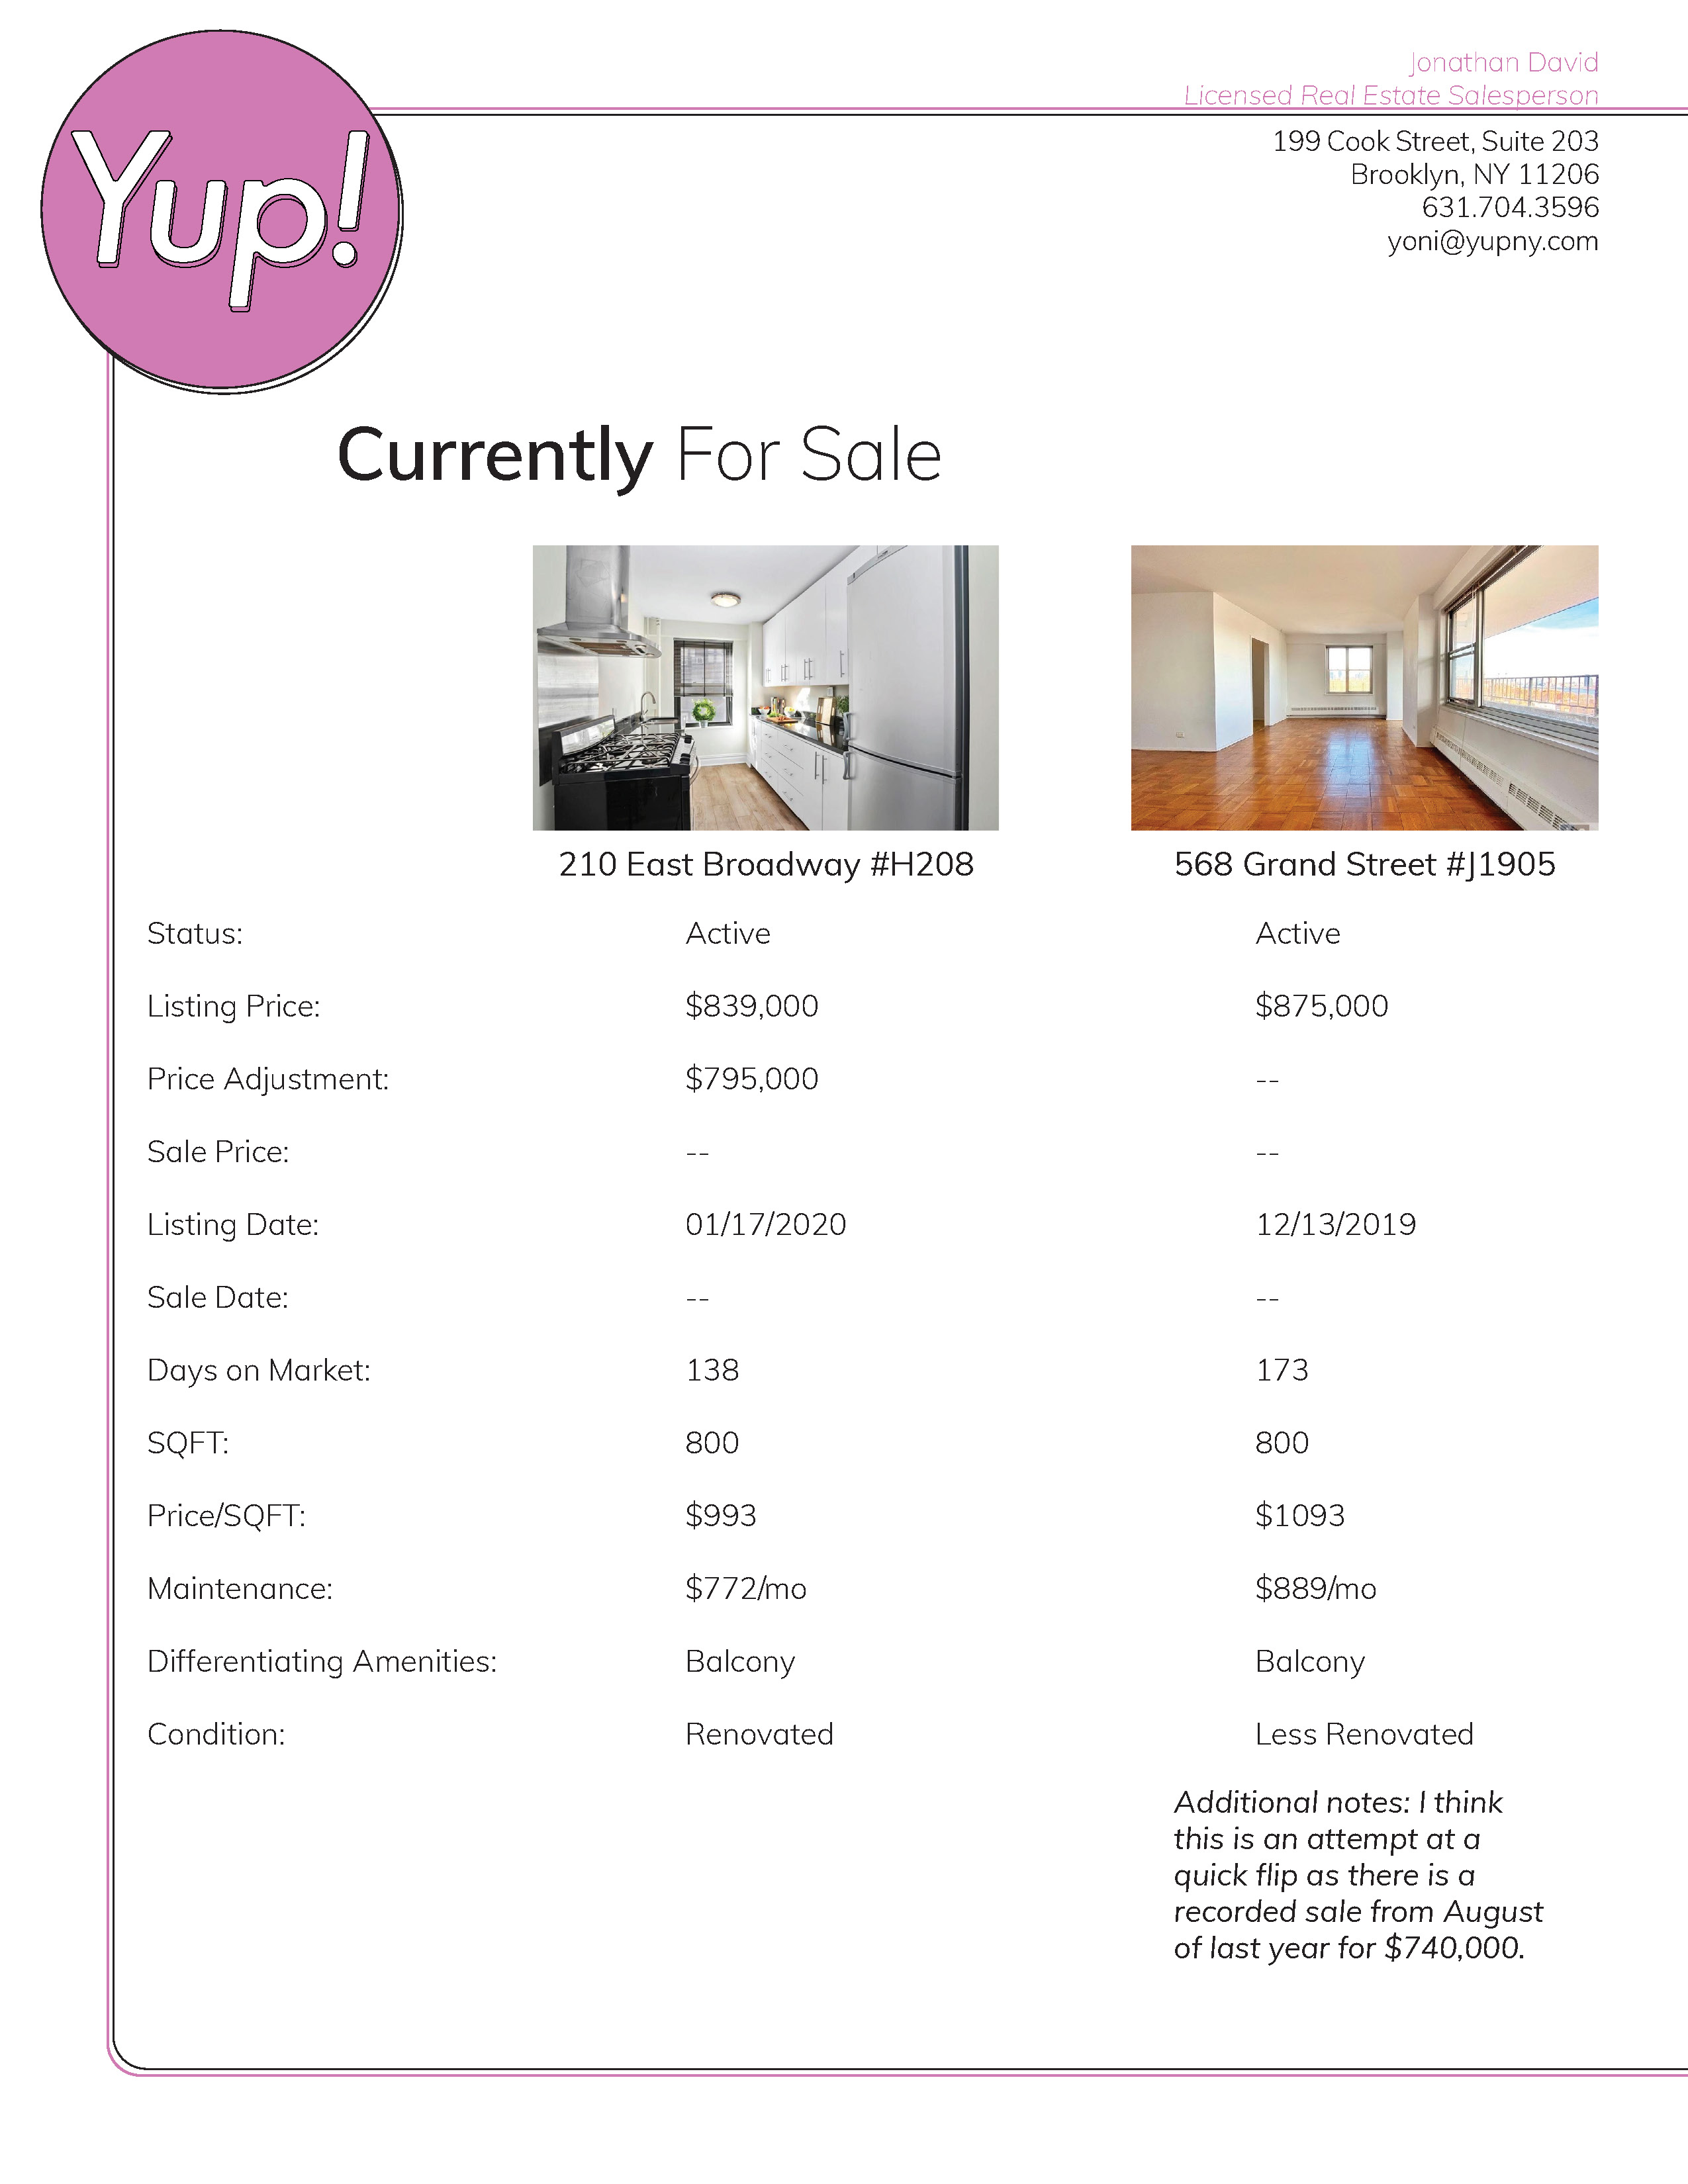 Yup!
Jonathan David
Licensed Real Estate Salesperson
199 Cook Street, Suite 203
Brooklyn, NY 11206
631.704.3596
yoni@yupny.com
Currently For Sale
210 East Broadway #H208 568 Grand Street #J1905
Status: Active Active
Listing Price: $839,000 $875,000
Price Adjustment: $795,000 --
Sale Price: -- --
Listing Date: 01/17/2020 12/13/2019
Sale Date: -- --
Days on Market: 138 173
SQFT: 800 800
Price/SQFT: $993 $1093
Maintenance: $772/mo $889/mo
Differentiating Amenities: Balcony Balcony
Condition: Renovated Less Renovated
Additional notes: I think
this is an attempt at a
quick flip as there is a
recorded sale from August
of last year for $740,000.